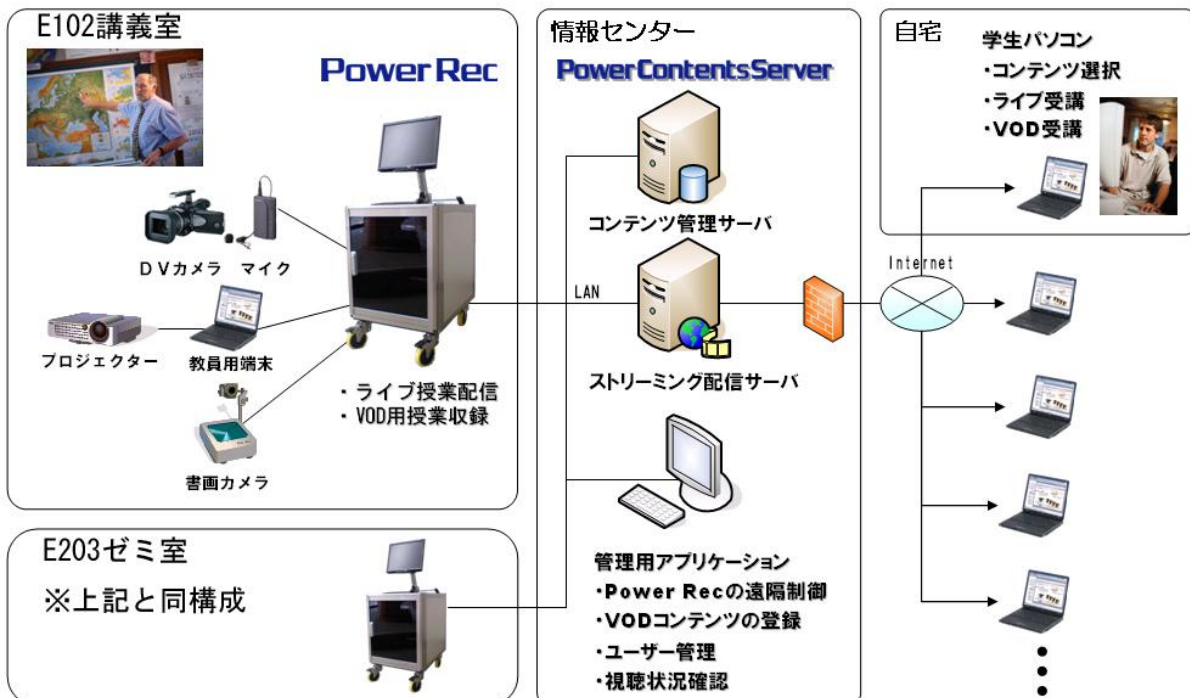 E102講義室
Power Rec
DVカメラ
マイク
プロジェクター
教員用端末
書画カメラ
・ライブ授業配信
・VOD用授業収録
E203ゼミ室
※上記と同構成
情報センター
PowerContentsServer
コンテンツ管理サーバ
LAN
ストリーミング配信サーバ
管理用アプリケーション
・Power Recの遠隔制御
・VODコンテンツの登録
・ユーザー管理
・視聴状況確認
自宅
学生パソコン
・コンテンツ選択
・ライブ受講
・VOD受講
Internet